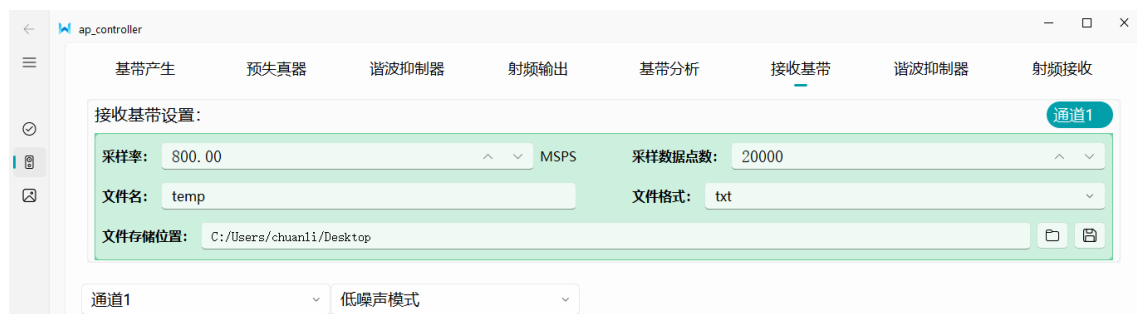 ap_controller
基带产生 预失真器 谐波抑制器 射频输出 基带分析 接收基带 谐波抑制器 射频接收
接收基带设置: 通道1
采样率: 800.00 MSPS 采样数据点数: 20000
文件名: temp 文件格式: txt
文件存储位置: C:/Users/chuanli/Desktop
通道1 低噪声模式